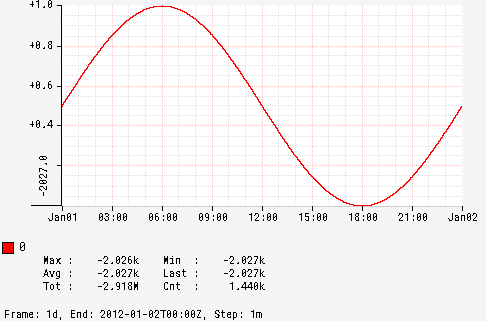 +1.0
+0.8
+0.6
+0.4
-2027.0
Jan01 03:00 06:00 09:00 12:00 15:00 18:00 21:00 Jan02
0
Max : -2.026k Min : -2.027k
Avg : -2.027k Last : -2.027k
Tot : -2.918M Cnt : 1.440k
Frame: 1d, End: 2012-01-02T00:00Z, Step: 1m